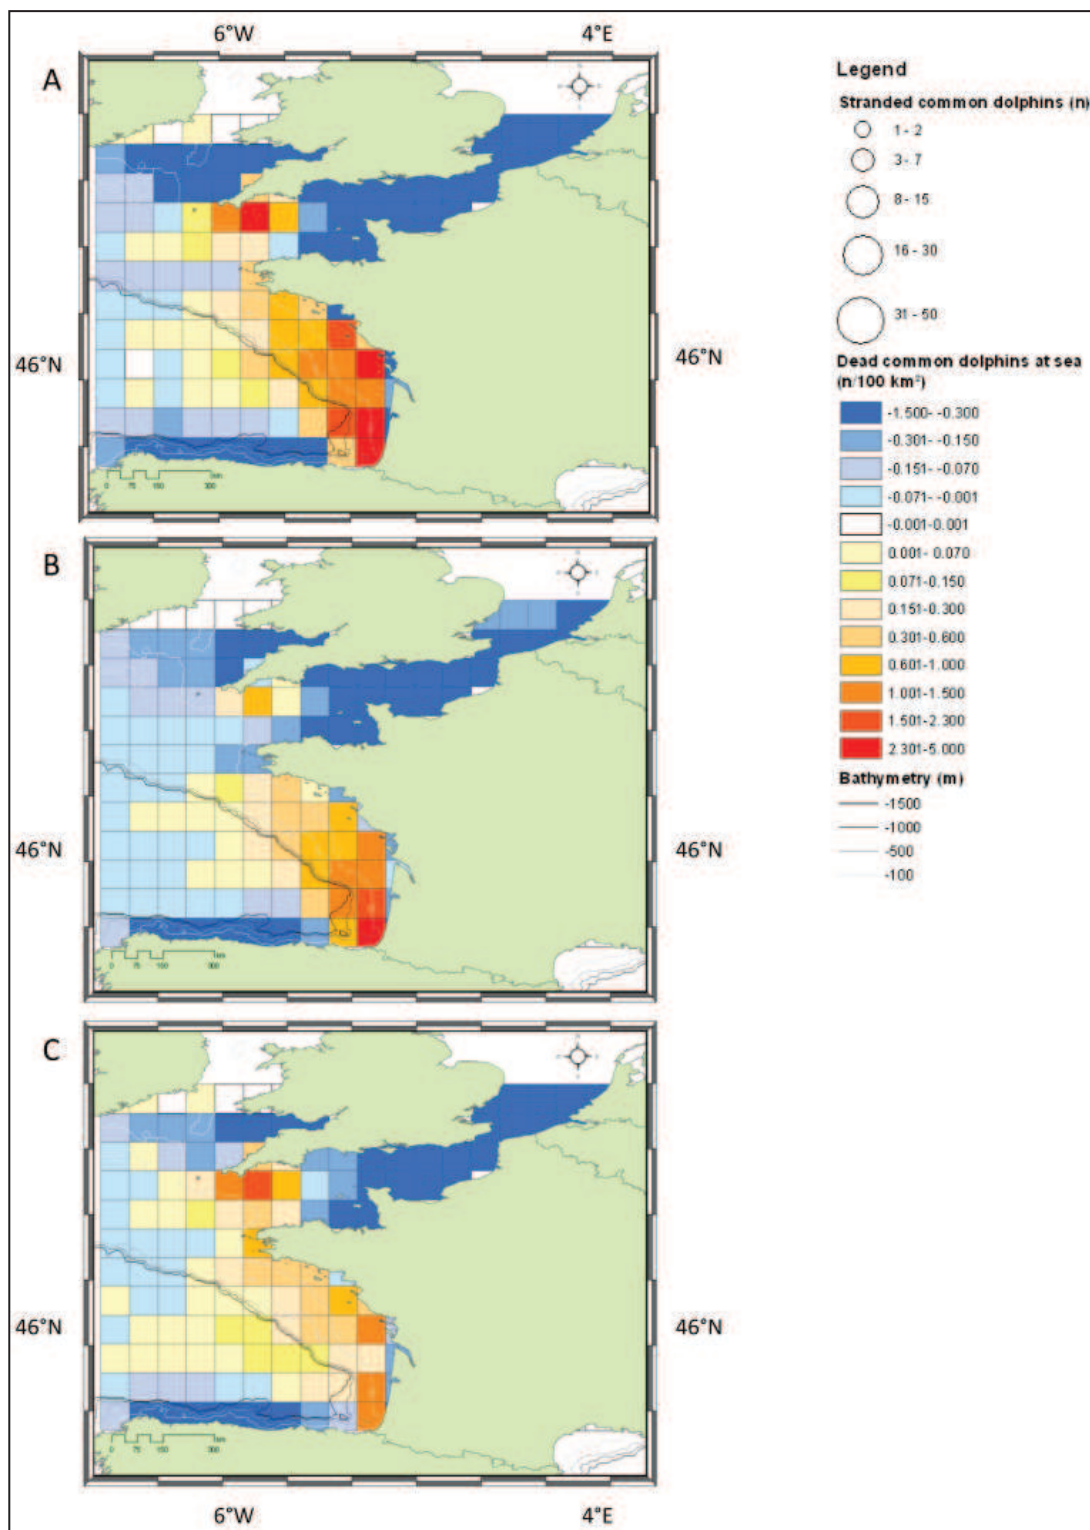 6°W 4°E
A
46°N 46°N
B
46°N 46°N
C
46°N 46°N
6°W 4°E
Legend
Stranded common dolphins (n)
1 - 2
3 - 7
8 - 15
16 - 30
31 - 50
Dead common dolphins at sea
(n/100 km²)
-1.500- -0.300
-0.301- -0.150
-0.151- -0.070
-0.071- -0.001
-0.001-0.001
0.001- 0.070
0.071-0.150
0.151-0.300
0.301-0.600
0.601-1.000
1.001-1.500
1.501-2.300
2.301-5.000
Bathymetry (m)
-1500
-1000
-500
-100